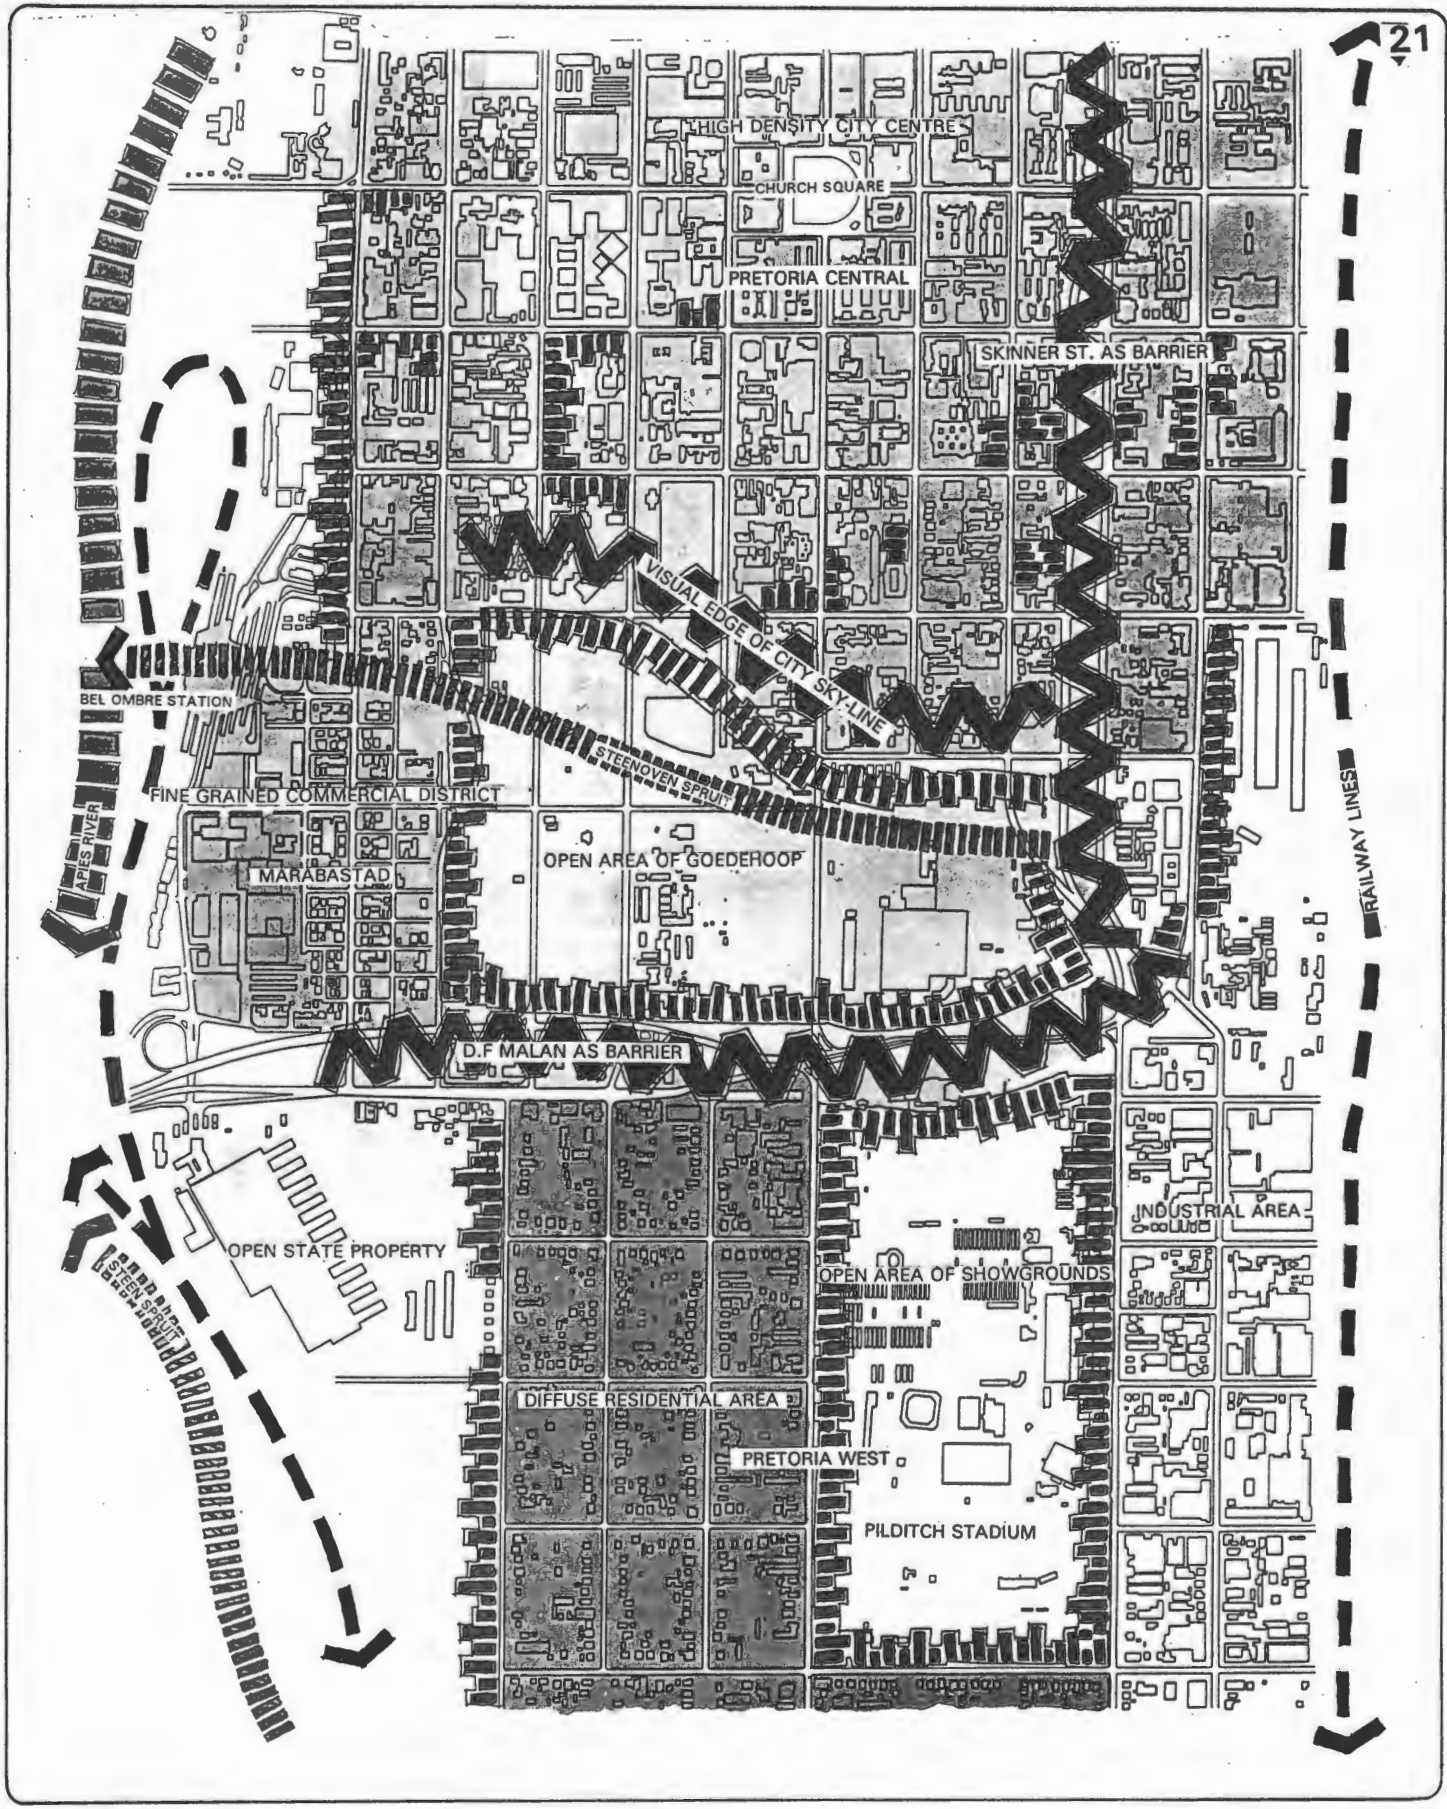 21
HIGH DENSITY CITY CENTRE
CHURCH SQUARE
PRETORIA CENTRAL
SKINNER ST. AS BARRIER
VISUAL EDGE OF CITY SKY-LINE
BEL OMBRE STATION
STEENOVEN SPRUIT
FINE GRAINED COMMERCIAL DISTRICT
RAILWAY LINES
APIES RIVER
OPEN AREA OF GOEDEHOOP
MARABASTAD
D.F MALAN AS BARRIER
INDUSTRIAL AREA
OPEN STATE PROPERTY
OPEN AREA OF SHOWGROUNDS
STEEN SPRUIT
DIFFUSE RESIDENTIAL AREA
PRETORIA WEST
PILDITCH STADIUM